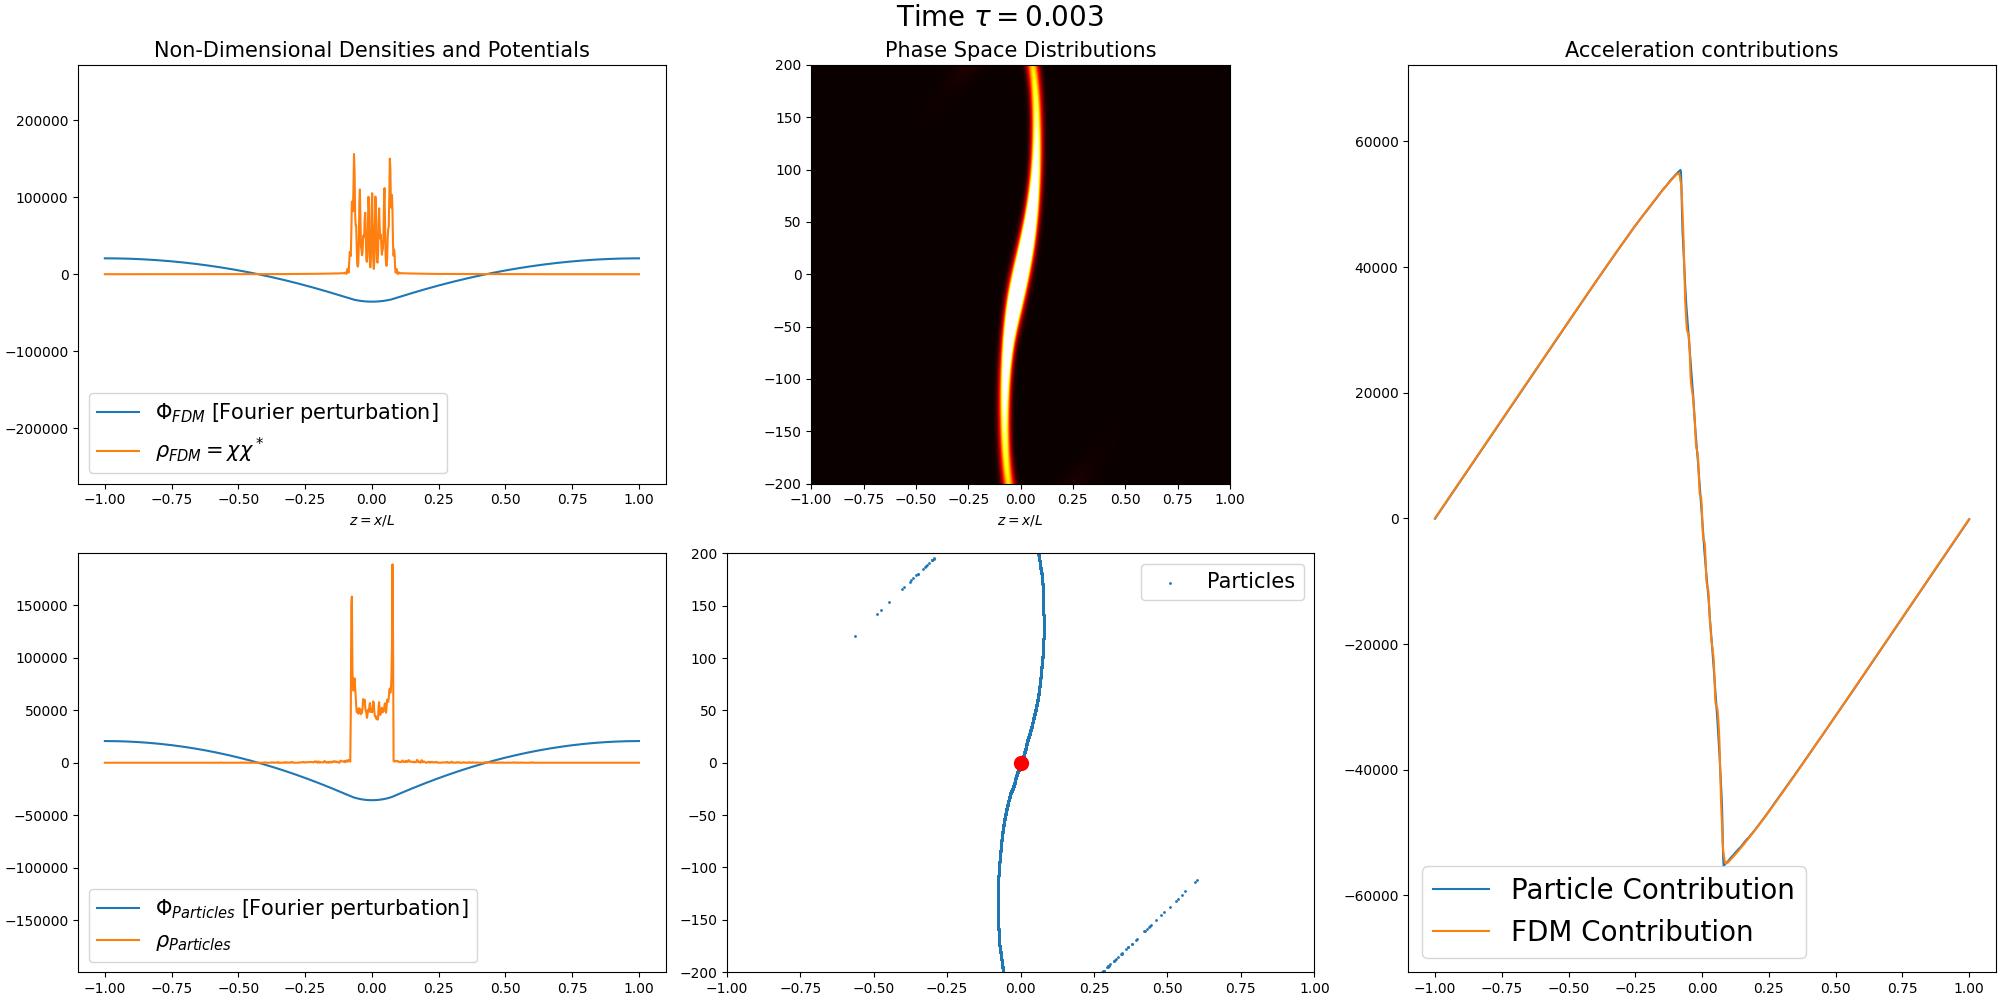 Time τ = 0.003
Non-Dimensional Densities and Potentials
200000
100000
0
−100000
−200000
Φ_FDM [Fourier perturbation]
ρ_FDM = χχ*
−1.00 −0.75 −0.50 −0.25 0.00 0.25 0.50 0.75 1.00
z = x/L
Phase Space Distributions
200
150
100
50
0
−50
−100
−150
−200
−1.00 −0.75 −0.50 −0.25 0.00 0.25 0.50 0.75 1.00
z = x/L
Acceleration contributions
60000
40000
20000
0
−20000
−40000
−60000
Particle Contribution
FDM Contribution
−1.00 −0.75 −0.50 −0.25 0.00 0.25 0.50 0.75 1.00
150000
100000
50000
0
−50000
−100000
−150000
Φ_Particles [Fourier perturbation]
ρ_Particles
−1.00 −0.75 −0.50 −0.25 0.00 0.25 0.50 0.75 1.00
200
150
100
50
0
−50
−100
−150
−200
Particles
−1.00 −0.75 −0.50 −0.25 0.00 0.25 0.50 0.75 1.00